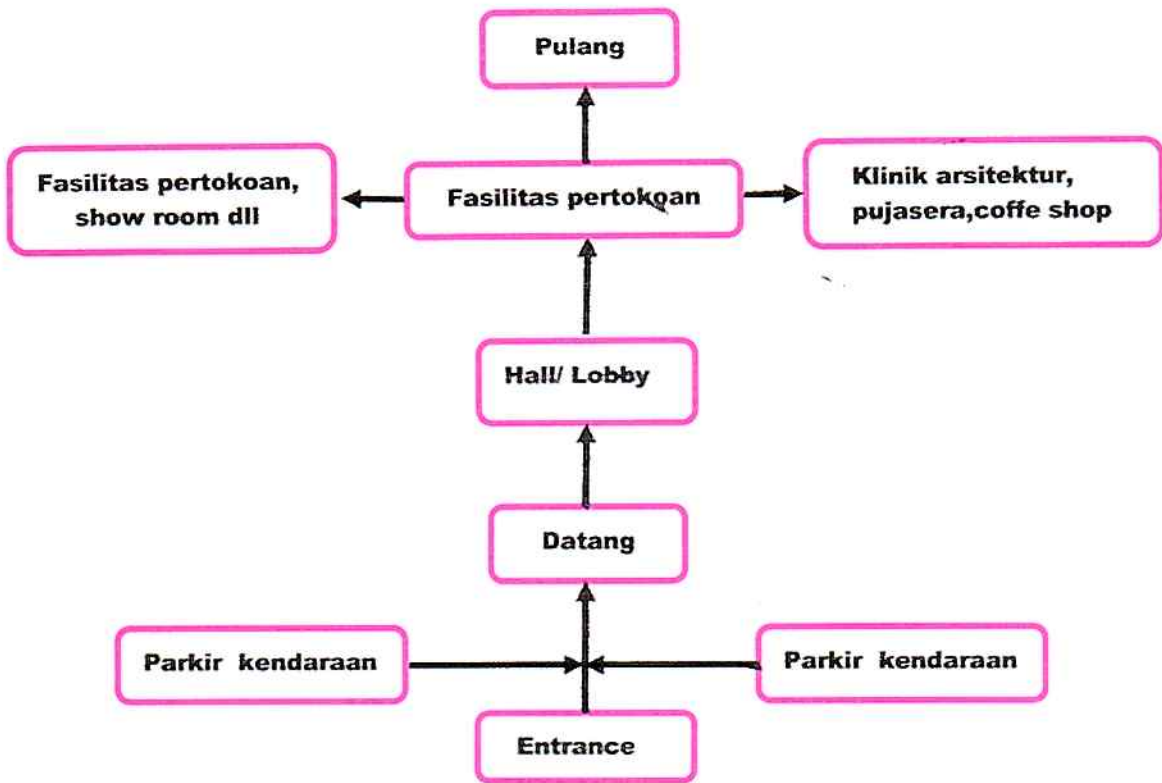 Pulang
Fasilitas pertokoan,
show room dll
Fasilitas pertokoan
Klinik arsitektur,
pujasera,coffe shop
Hall/ Lobby
Datang
Parkir kendaraan
Parkir kendaraan
Entrance